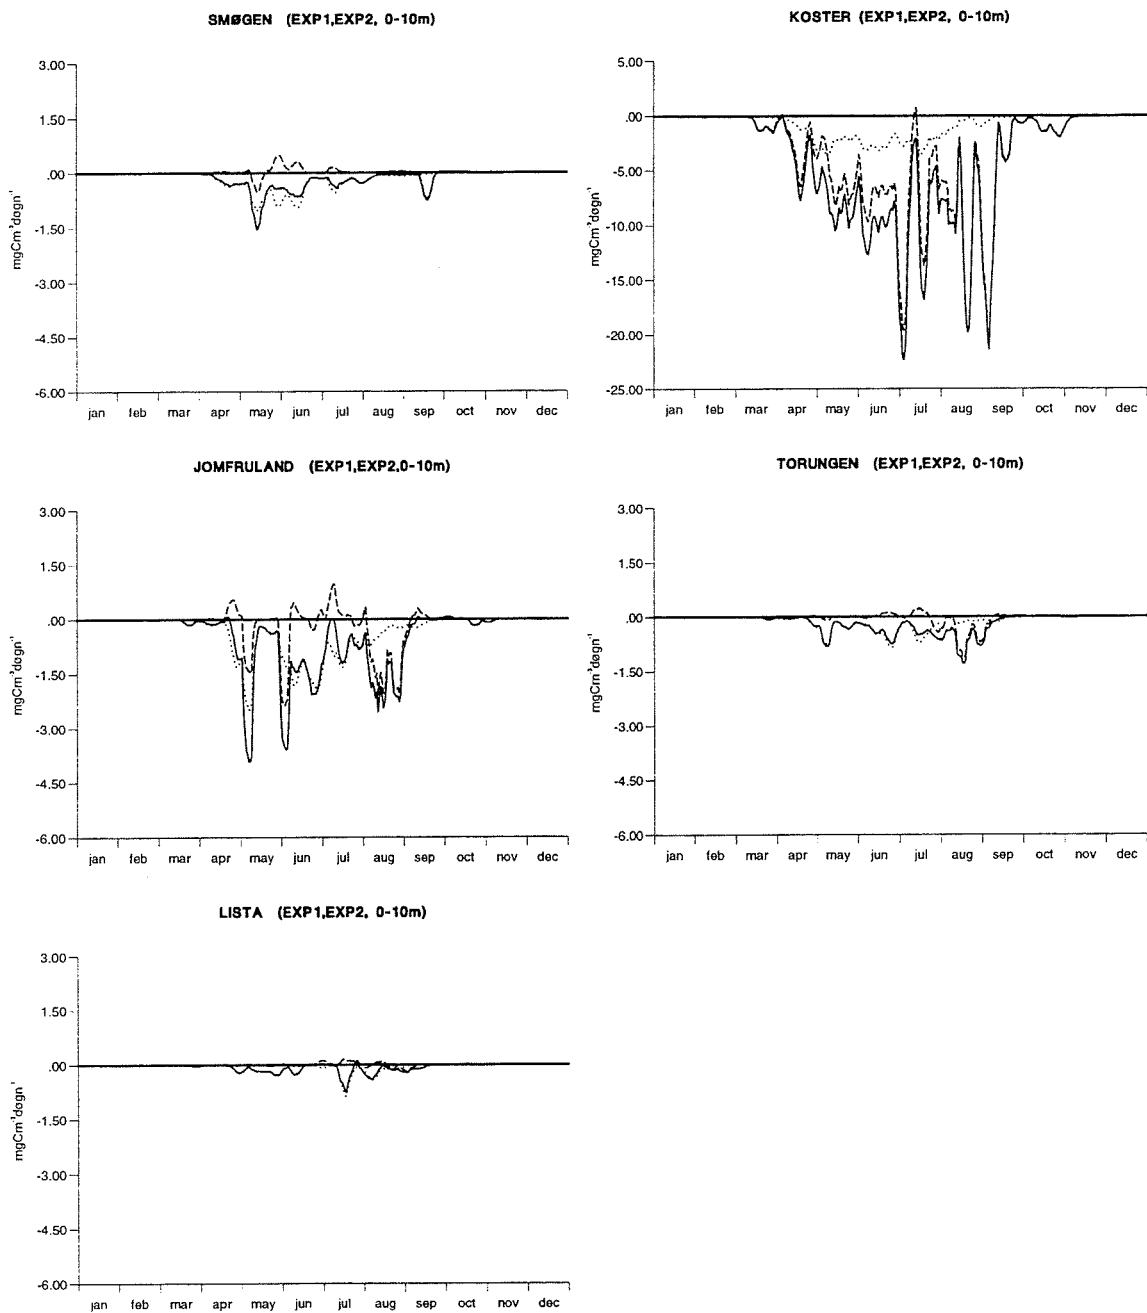 SMØGEN (EXP1,EXP2, 0-10m)
3.00
1.50
.00
-1.50
-3.00
-4.50
-6.00
mgCm⁻³døgn⁻¹
jan feb mar apr may jun jul aug sep oct nov dec
KOSTER (EXP1,EXP2, 0-10m)
5.00
.00
-5.00
-10.00
-15.00
-20.00
-25.00
mgCm⁻³døgn⁻¹
jan feb mar apr may jun jul aug sep oct nov dec
JOMFRULAND (EXP1,EXP2,0-10m)
3.00
1.50
.00
-1.50
-3.00
-4.50
-6.00
mgCm⁻³døgn⁻¹
jan feb mar apr may jun jul aug sep oct nov dec
TORUNGEN (EXP1,EXP2, 0-10m)
3.00
1.50
.00
-1.50
-3.00
-4.50
-6.00
mgCm⁻³døgn⁻¹
jan feb mar apr may jun jul aug sep oct nov dec
LISTA (EXP1,EXP2, 0-10m)
3.00
1.50
.00
-1.50
-3.00
-4.50
-6.00
mgCm⁻³døgn⁻¹
jan feb mar apr may jun jul aug sep oct nov dec